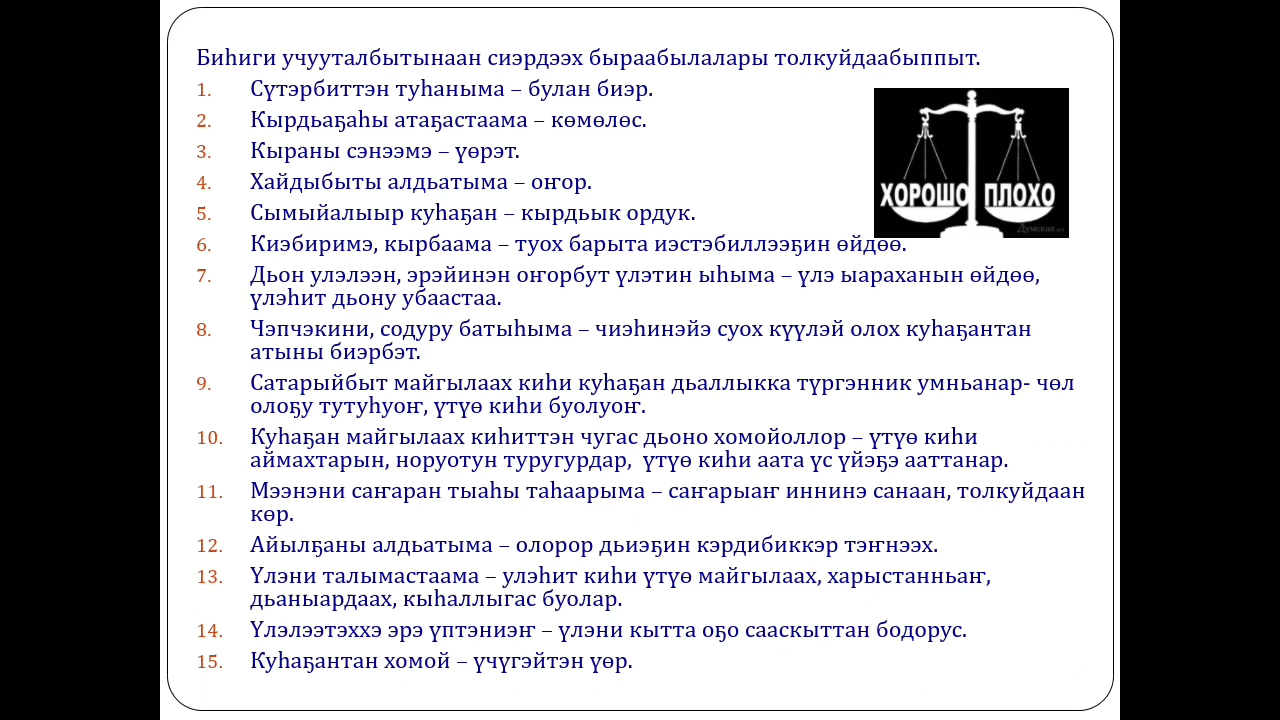 Биһиги учууталбытынаан сиэрдээх быраабылалары толкуйдаабыппыт.
1. Сүтэрбиттэн туһаныма – булан биэр.
2. Кырдьаҕаһы атаҕастаама – көмөлөс.
3. Кыраны сэнээмэ – үөрэт.
4. Хайдыбыты алдьатыма – оҥор.
5. Сымыйалыыр куһаҕан – кырдьык ордук.
6. Киэбиримэ, кырбаама – туох барыта иэстэбиллээҕин өйдөө.
7. Дьон улэлээн, эрэйинэн оҥорбут үлэтин ыһыма – үлэ ыараханын өйдөө,
үлэһит дьону убаастаа.
8. Чэпчэкини, содуру батыһыма – чиэһинэйэ суох күүлэй олох куһаҕантан
атыны биэрбэт.
9. Сатарыйбыт майгылаах киһи куһаҕан дьаллыкка түргэнник умньанар- чөл
олоҕу тутуһуоҥ, үтүө киһи буолуоҥ.
10. Куһаҕан майгылаах киһиттэн чугас дьоно хомойоллор – үтүө киһи
аймахтарын, норуотун туругурдар, үтүө киһи аата үс үйэҕэ ааттанар.
11. Мээнэни саҥаран тыаһы таһаарыма – саҥарыаҥ иннинэ санаан, толкуйдаан
көр.
12. Айылҕаны алдьатыма – олорор дьиэҕин кэрдибиккэр тэҥнээх.
13. Үлэни талымастаама – улэһит киһи үтүө майгылаах, харыстанньаҥ,
дьаныардаах, кыһаллыгас буолар.
14. Үлэлээтэххэ эрэ үптэниэҥ – үлэни кытта оҕо сааскыттан бодорус.
15. Куһаҕантан хомой – үчүгэйтэн үөр.
ХОРОШО ПЛОХО
Думская.net